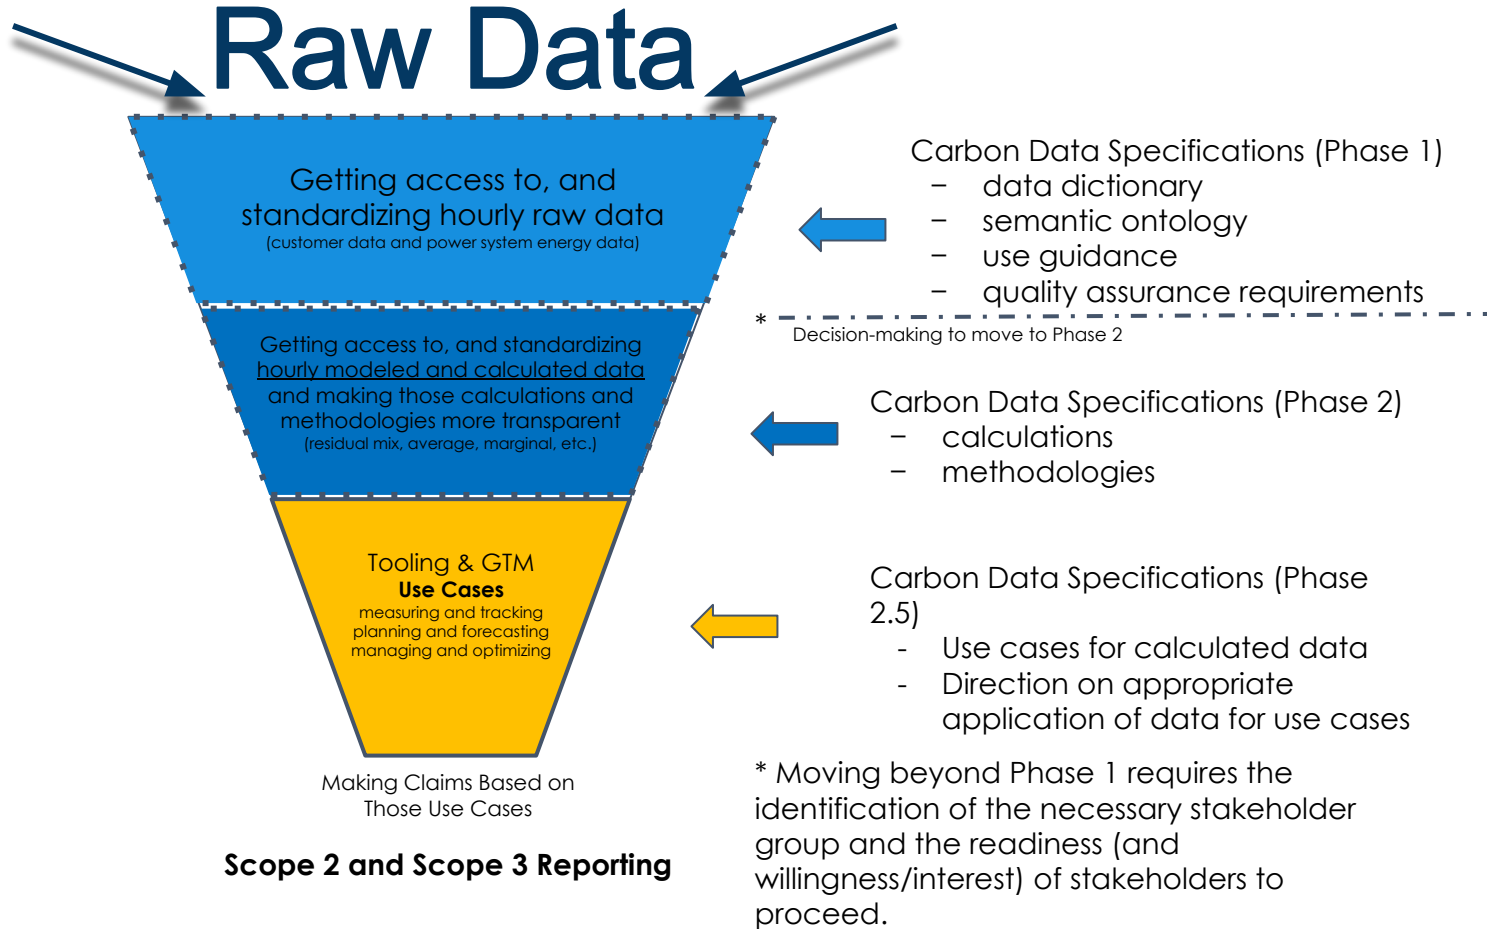 Raw Data
Getting access to, and
standardizing hourly raw data
(customer data and power system energy data)
Carbon Data Specifications (Phase 1)
– data dictionary
– semantic ontology
– use guidance
– quality assurance requirements
*
Decision-making to move to Phase 2
Getting access to, and standardizing
hourly modeled and calculated data
and making those calculations and
methodologies more transparent
(residual mix, average, marginal, etc.)
Carbon Data Specifications (Phase 2)
– calculations
– methodologies
Tooling & GTM
Use Cases
measuring and tracking
planning and forecasting
managing and optimizing
Carbon Data Specifications (Phase
2.5)
- Use cases for calculated data
- Direction on appropriate
application of data for use cases
Making Claims Based on
Those Use Cases
Scope 2 and Scope 3 Reporting
* Moving beyond Phase 1 requires the
identification of the necessary stakeholder
group and the readiness (and
willingness/interest) of stakeholders to
proceed.